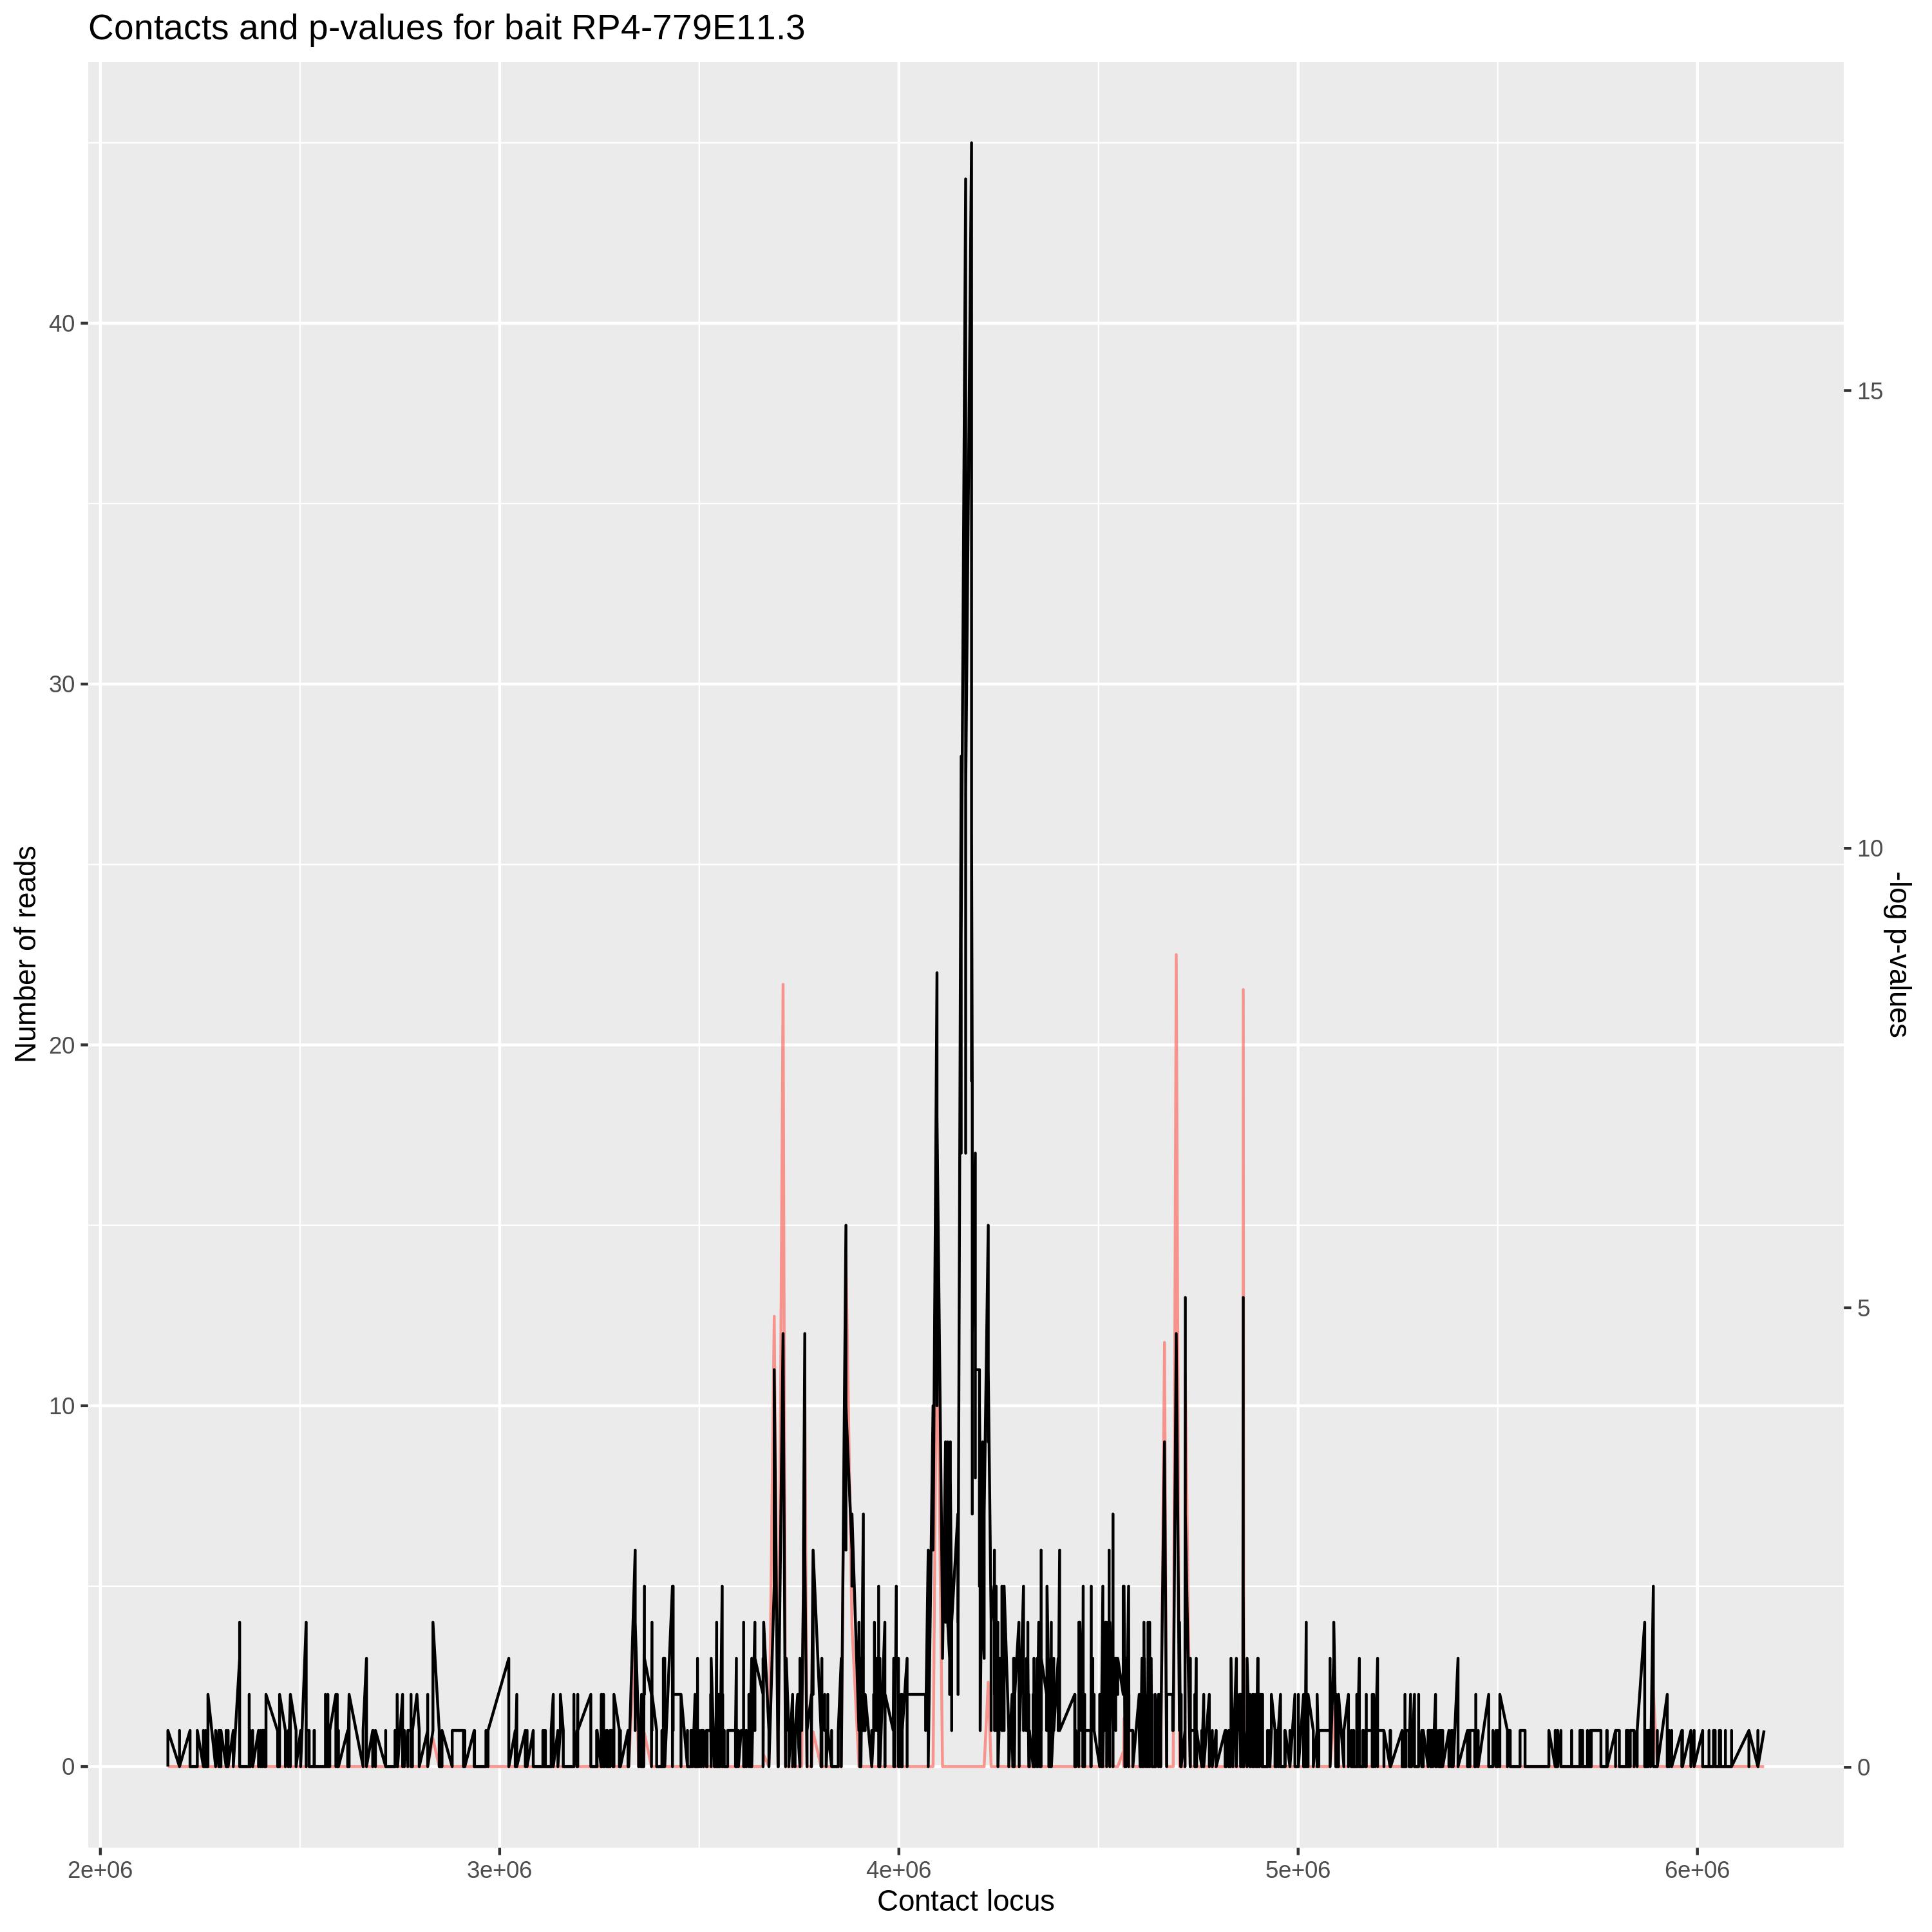 Contacts and p-values for bait RP4-779E11.3
Number of reads
40
30
20
10
0
15
10
5
0
-log p-values
2e+06 3e+06 4e+06 5e+06 6e+06
Contact locus